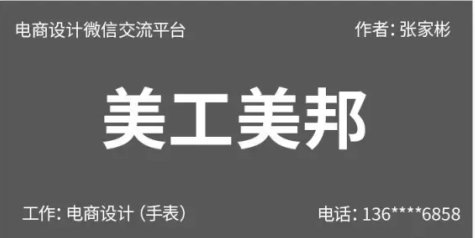 电商设计微信交流平台
作者：张家彬
美工美邦
工作：电商设计（手表）
电话：136****6858